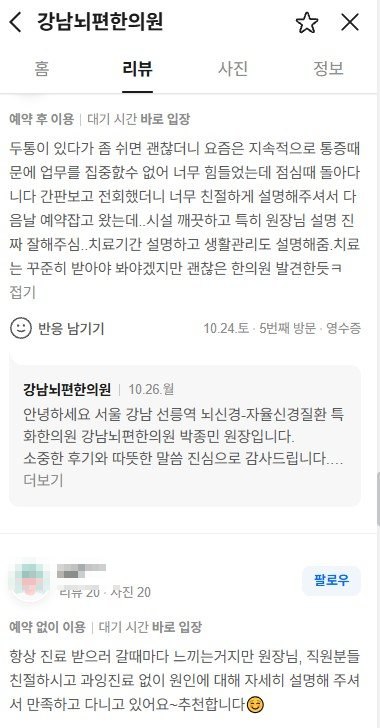 강남뇌편한의원
홈 리뷰 사진 정보
예약 후 이용 | 대기 시간 바로 입장
두통이 있다가 좀 쉬면 괜찮더니 요즘은 지속적으로 통증때
문에 업무를 집중할수 없어 너무 힘들었는데 점심때 돌아다
니다 간판보고 전회했더니 너무 친절하게 설명해주셔서 다
음날 예약잡고 왔는데..시설 깨끗하고 특히 원장님 설명 진
짜 잘해주심..치료기간 설명하고 생활관리도 설명해줌.치료
는 꾸준히 받아야 봐야겠지만 괜찮은 한의원 발견한듯ㅋ
접기
반응 남기기 10.24.토 · 5번째 방문 · 영수증
강남뇌편한의원 | 10.26.월
안녕하세요 서울 강남 선릉역 뇌신경-자율신경질환 특
화한의원 강남뇌편한의원 박종민 원장입니다.
소중한 후기와 따뜻한 말씀 진심으로 감사드립니다....
더보기
리뷰 20 · 사진 20
팔로우
예약 없이 이용 | 대기 시간 바로 입장
항상 진료 받으러 갈때마다 느끼는거지만 원장님, 직원분들
친절하시고 과잉진료 없이 원인에 대해 자세히 설명해 주셔
서 만족하고 다니고 있어요~추천합니다😊